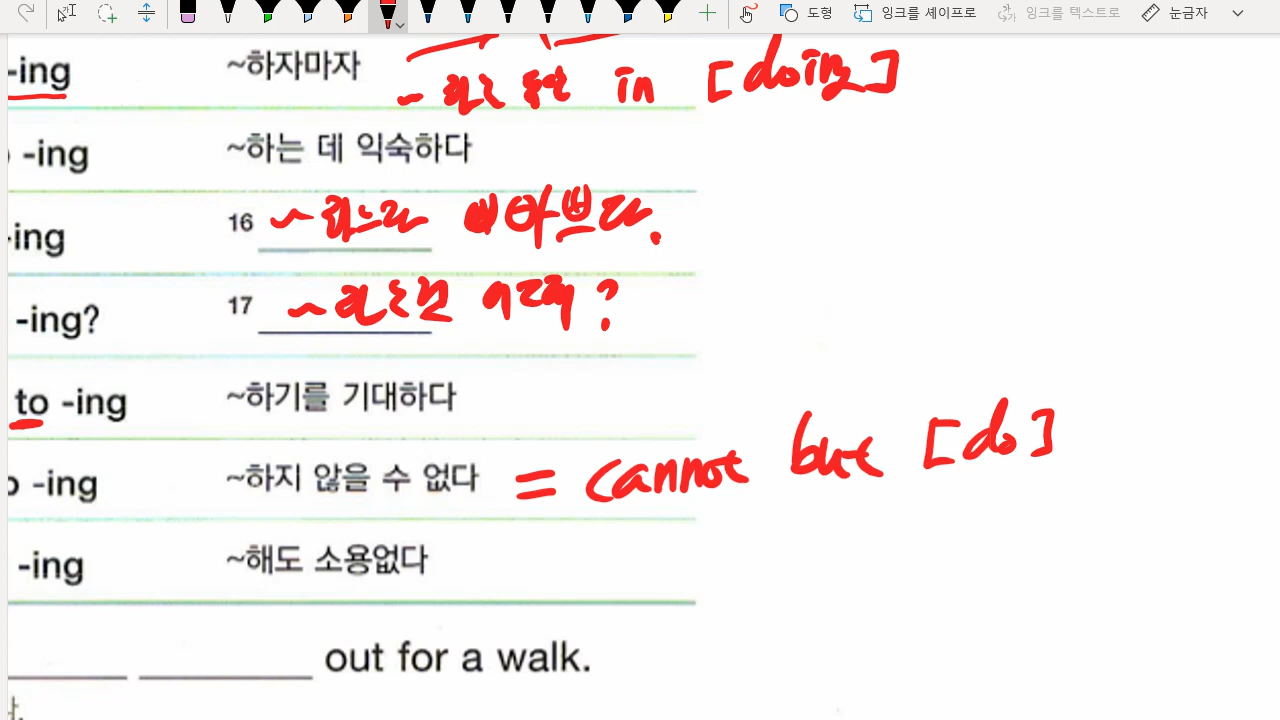 도형 잉크를 셰이프로 잉크를 텍스트로 눈금자
-ing ~하자마자
~하는 동안 in [doing]
-ing ~하는 데 익숙하다
-ing 16 ~하느라 바쁘다.
-ing? 17 ~하는건 어때?
to -ing ~하기를 기대하다
-ing ~하지 않을 수 없다 = cannot but [do]
-ing ~해도 소용없다
out for a walk.